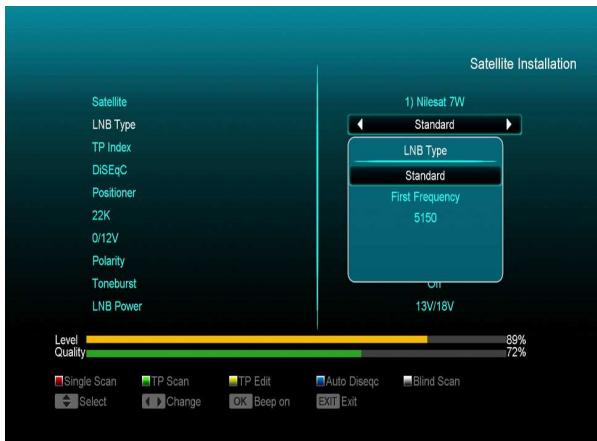 Satellite Installation
Satellite 1) Nilesat 7W
LNB Type Standard
TP Index LNB Type
DiSEqC Standard
Positioner First Frequency
22K 5150
0/12V
Polarity
Toneburst
LNB Power 13V/18V
Level 89%
Quality 72%
Single Scan TP Scan TP Edit Auto Diseqc Blind Scan
Select Change OK Beep on EXIT Exit